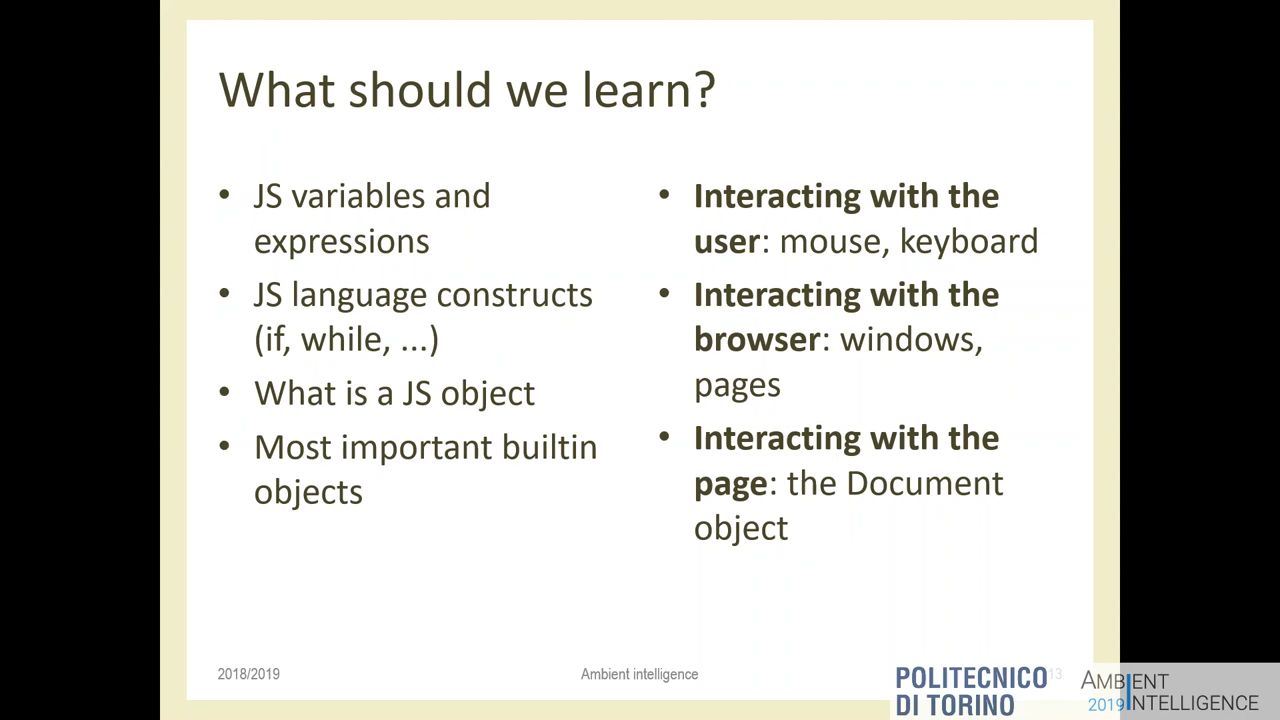 What should we learn?
• JS variables and
expressions
• JS language constructs
(if, while, ...)
• What is a JS object
• Most important builtin
objects
• Interacting with the
user: mouse, keyboard
• Interacting with the
browser: windows,
pages
• Interacting with the
page: the Document
object
2018/2019
Ambient intelligence
13
POLITECNICO
DI TORINO
AMBIENT
2019 INTELLIGENCE